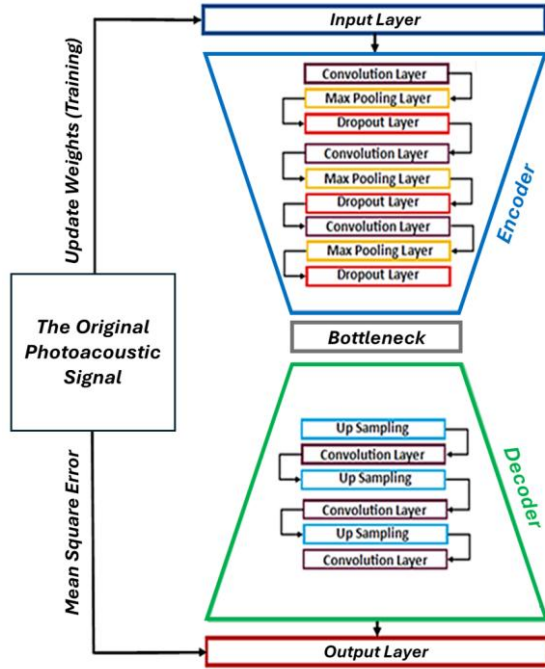 Input Layer
Update Weights (Training)
Convolution Layer
Max Pooling Layer
Dropout Layer
Convolution Layer
Max Pooling Layer
Dropout Layer
Convolution Layer
Max Pooling Layer
Dropout Layer
Encoder
The Original
Photoacoustic
Signal
Bottleneck
Mean Square Error
Up Sampling
Convolution Layer
Up Sampling
Convolution Layer
Up Sampling
Convolution Layer
Decoder
Output Layer